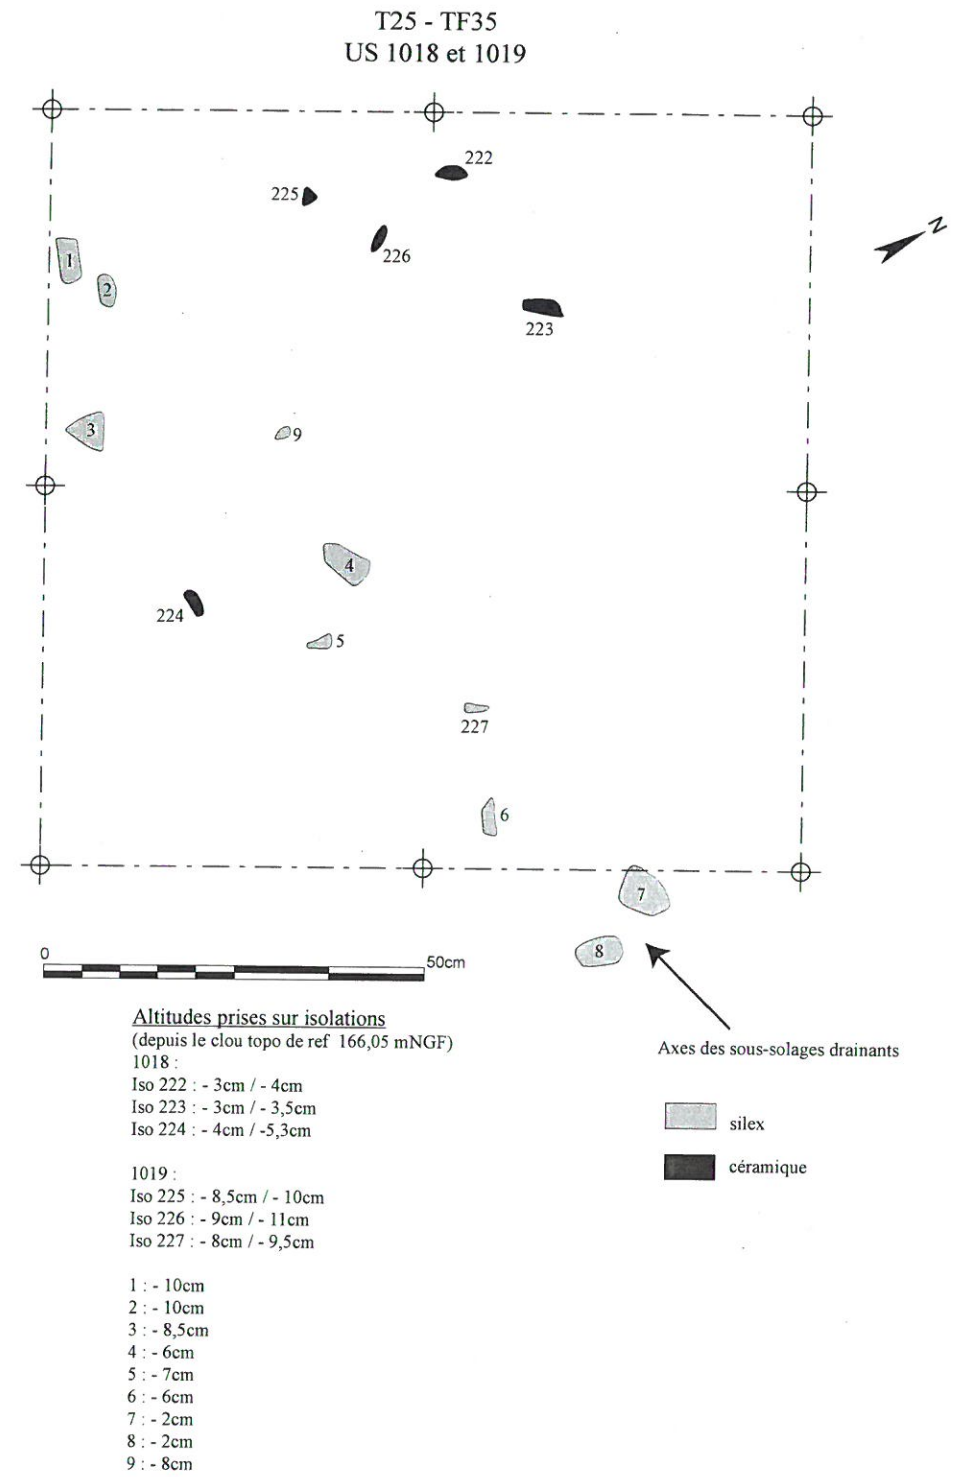 T25 - TF35
US 1018 et 1019
222
225
226
N
1
2
223
3
9
4
224
5
227
6
7
8
0
50cm
Altitudes prises sur isolations
(depuis le clou topo de ref 166,05 mNGF)
1018 :
Iso 222 : - 3cm / - 4cm
Iso 223 : - 3cm / - 3,5cm
Iso 224 : - 4cm / -5,3cm
1019 :
Iso 225 : - 8,5cm / - 10cm
Iso 226 : - 9cm / - 11cm
Iso 227 : - 8cm / - 9,5cm
1 : - 10cm
2 : - 10cm
3 : - 8,5cm
4 : - 6cm
5 : - 7cm
6 : - 6cm
7 : - 2cm
8 : - 2cm
9 : - 8cm
Axes des sous-solages drainants
silex
céramique